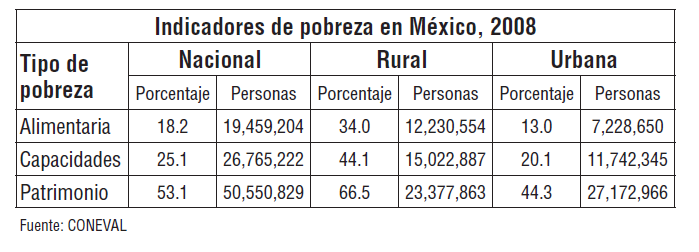 Indicadores de pobreza en México, 2008
Tipo de pobreza Nacional Rural Urbana
Porcentaje Personas Porcentaje Personas Porcentaje Personas
Alimentaria 18.2 19,459,204 34.0 12,230,554 13.0 7,228,650
Capacidades 25.1 26,765,222 44.1 15,022,887 20.1 11,742,345
Patrimonio 53.1 50,550,829 66.5 23,377,863 44.3 27,172,966
Fuente: CONEVAL